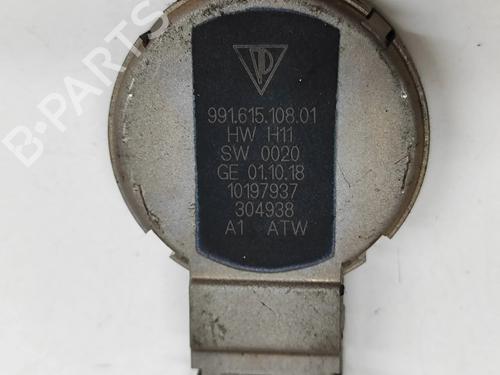 991.615.108.01
HW H11
SW 0020
GE 01.10.18
10197937
304938
A1 ATW
B-PARTS